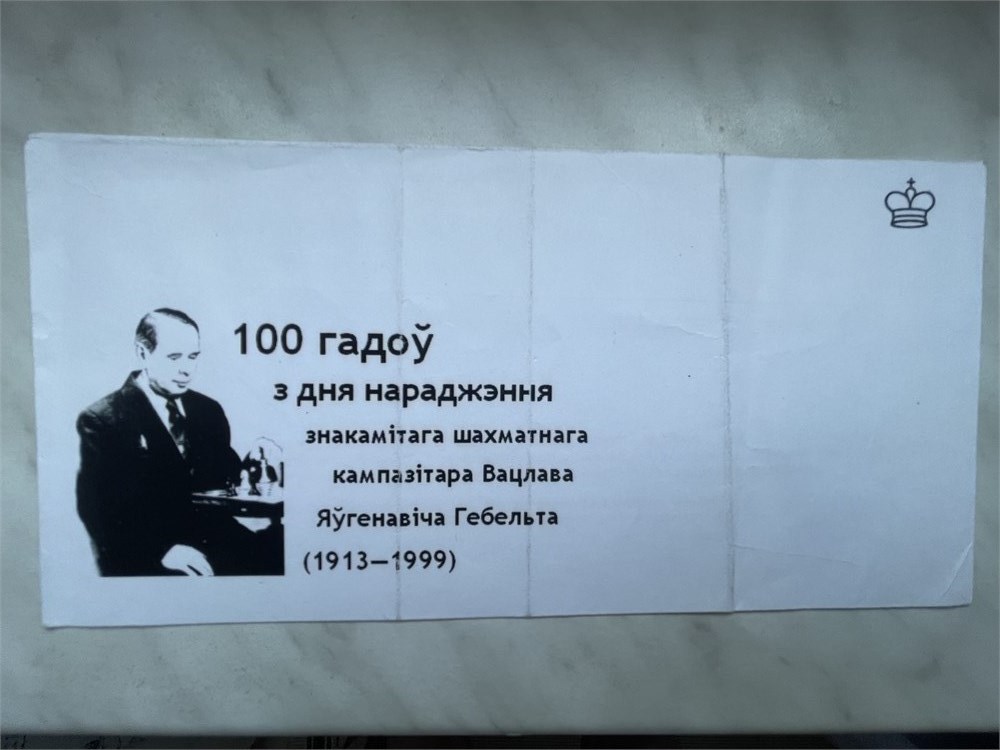 100 гадоў
з дня нараджэння
знакамітага шахматнага
кампазітара Вацлава
Яўгенавіча Гебельта
(1913—1999)